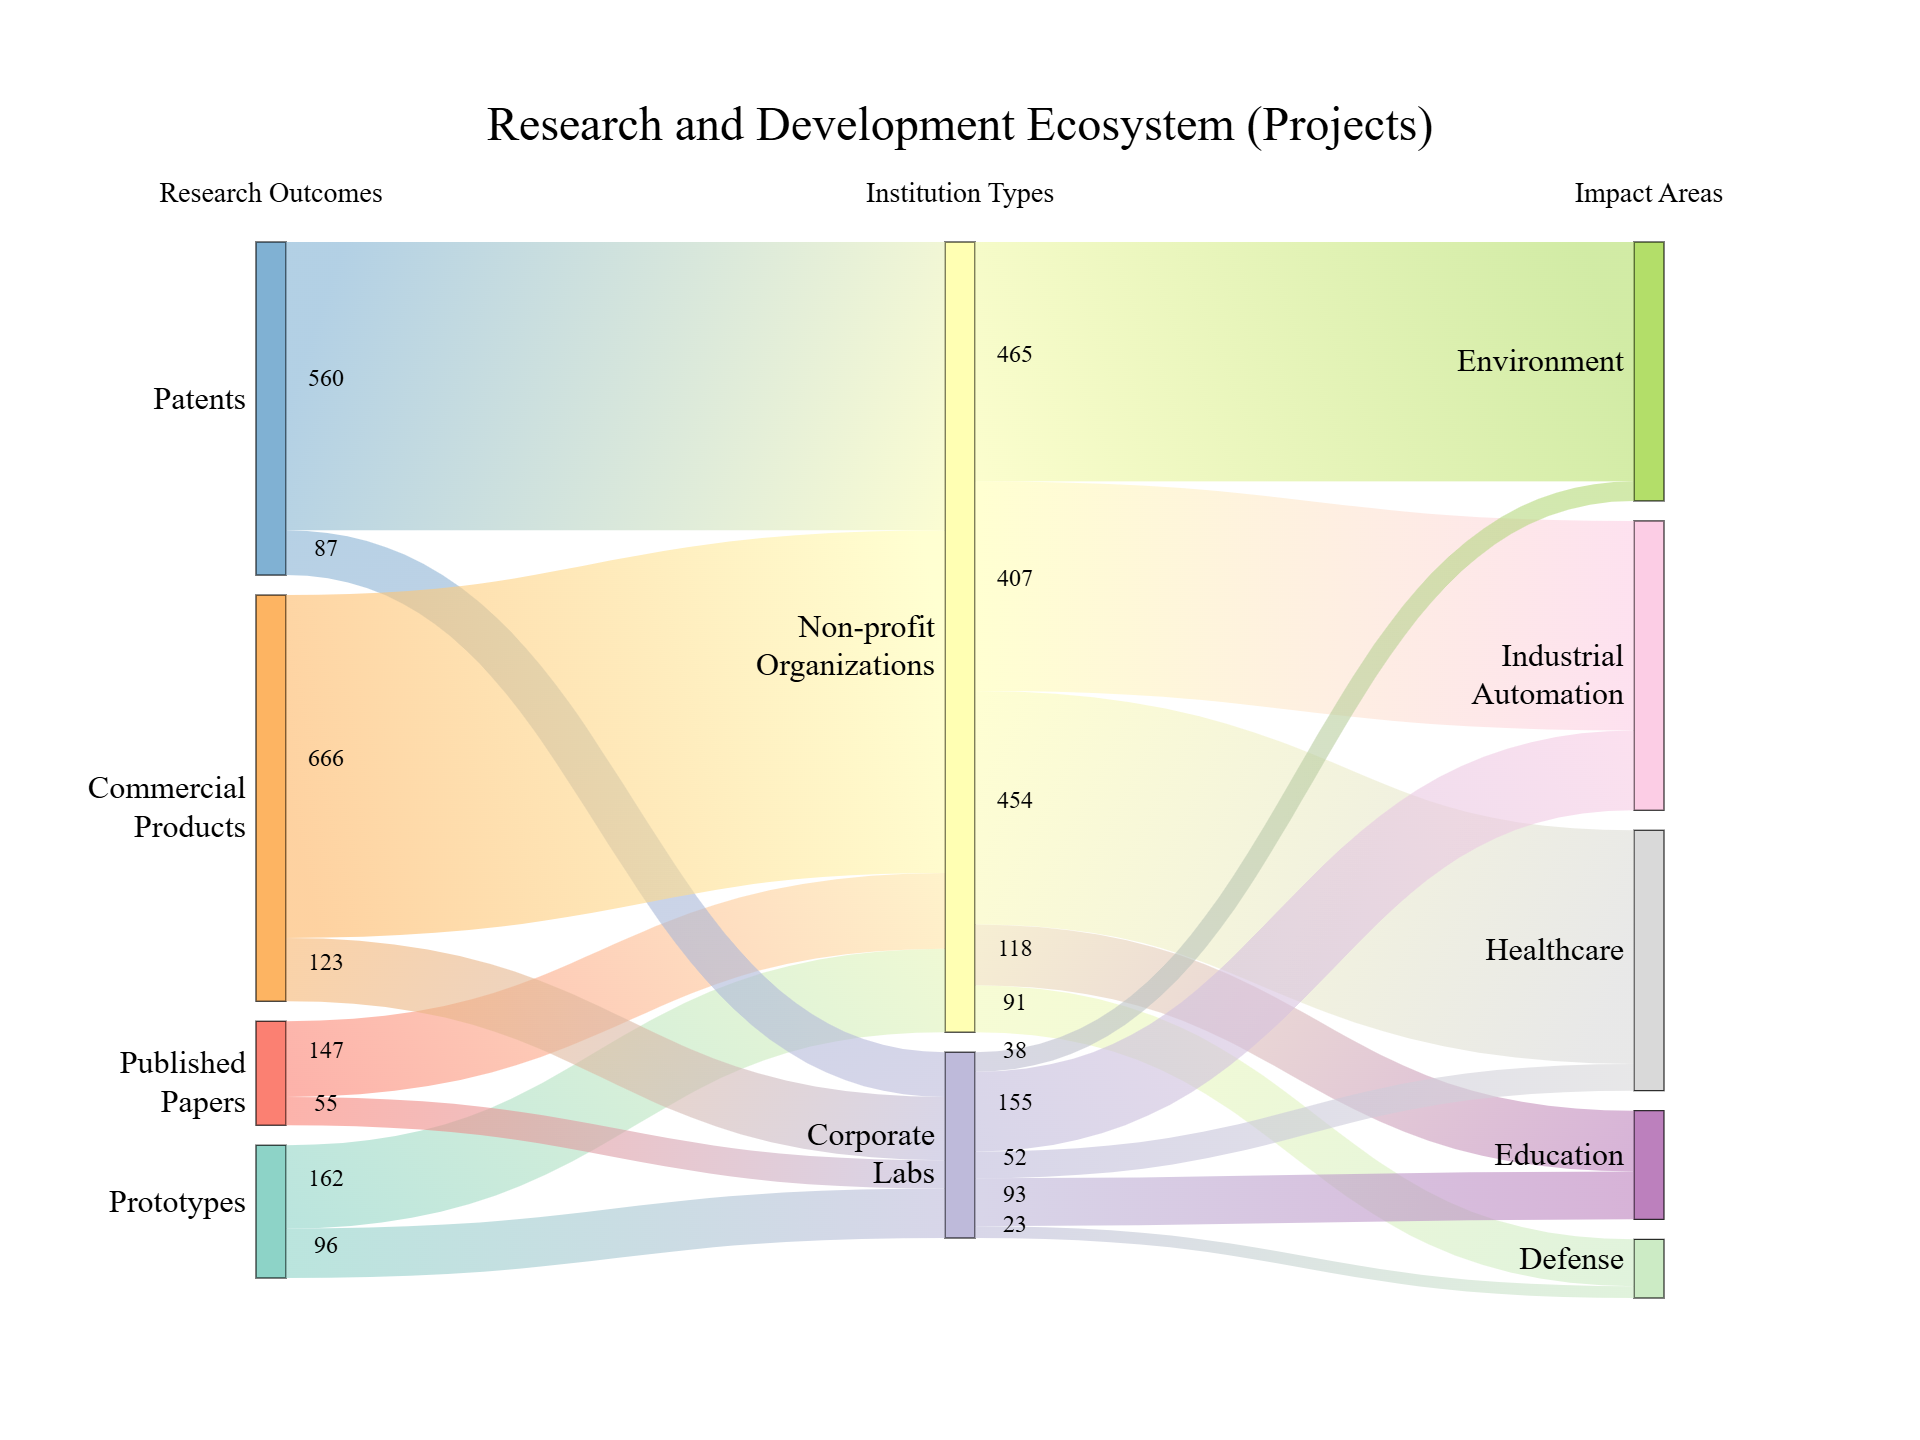 Research and Development Ecosystem (Projects)
Research Outcomes
Institution Types
Impact Areas
Patents
560
87
Commercial
Products
666
123
Published
Papers
147
55
Prototypes
162
96
Non-profit
Organizations
465
407
454
118
91
Corporate
Labs
38
155
52
93
23
Environment
Industrial
Automation
Healthcare
Education
Defense